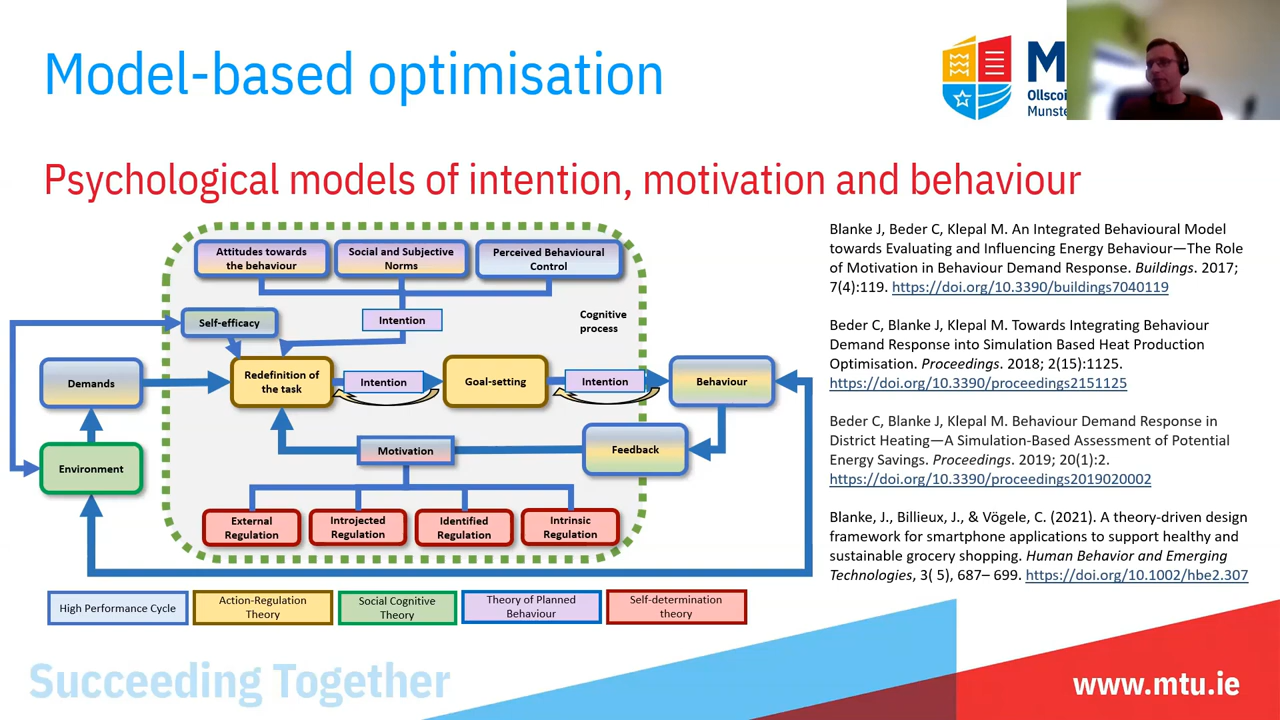 Model-based optimisation
M
Ollscoi
Munste
Psychological models of intention, motivation and behaviour
Attitudes towards
the behaviour
Social and Subjective
Norms
Perceived Behavioural
Control
Self-efficacy
Intention
Cognitive
process
Demands
Redefinition of
the task
Intention
Goal-setting
Intention
Behaviour
Environment
Motivation
Feedback
External
Regulation
Introjected
Regulation
Identified
Regulation
Intrinsic
Regulation
High Performance Cycle
Action-Regulation
Theory
Social Cognitive
Theory
Theory of Planned
Behaviour
Self-determination
theory
Blanke J, Beder C, Klepal M. An Integrated Behavioural Model
towards Evaluating and Influencing Energy Behaviour—The Role
of Motivation in Behaviour Demand Response. Buildings. 2017;
7(4):119. https://doi.org/10.3390/buildings7040119
Beder C, Blanke J, Klepal M. Towards Integrating Behaviour
Demand Response into Simulation Based Heat Production
Optimisation. Proceedings. 2018; 2(15):1125.
https://doi.org/10.3390/proceedings2151125
Beder C, Blanke J, Klepal M. Behaviour Demand Response in
District Heating—A Simulation-Based Assessment of Potential
Energy Savings. Proceedings. 2019; 20(1):2.
https://doi.org/10.3390/proceedings2019020002
Blanke, J., Billieux, J., & Vögele, C. (2021). A theory-driven design
framework for smartphone applications to support healthy and
sustainable grocery shopping. Human Behavior and Emerging
Technologies, 3( 5), 687– 699. https://doi.org/10.1002/hbe2.307
Succeeding Together
www.mtu.ie